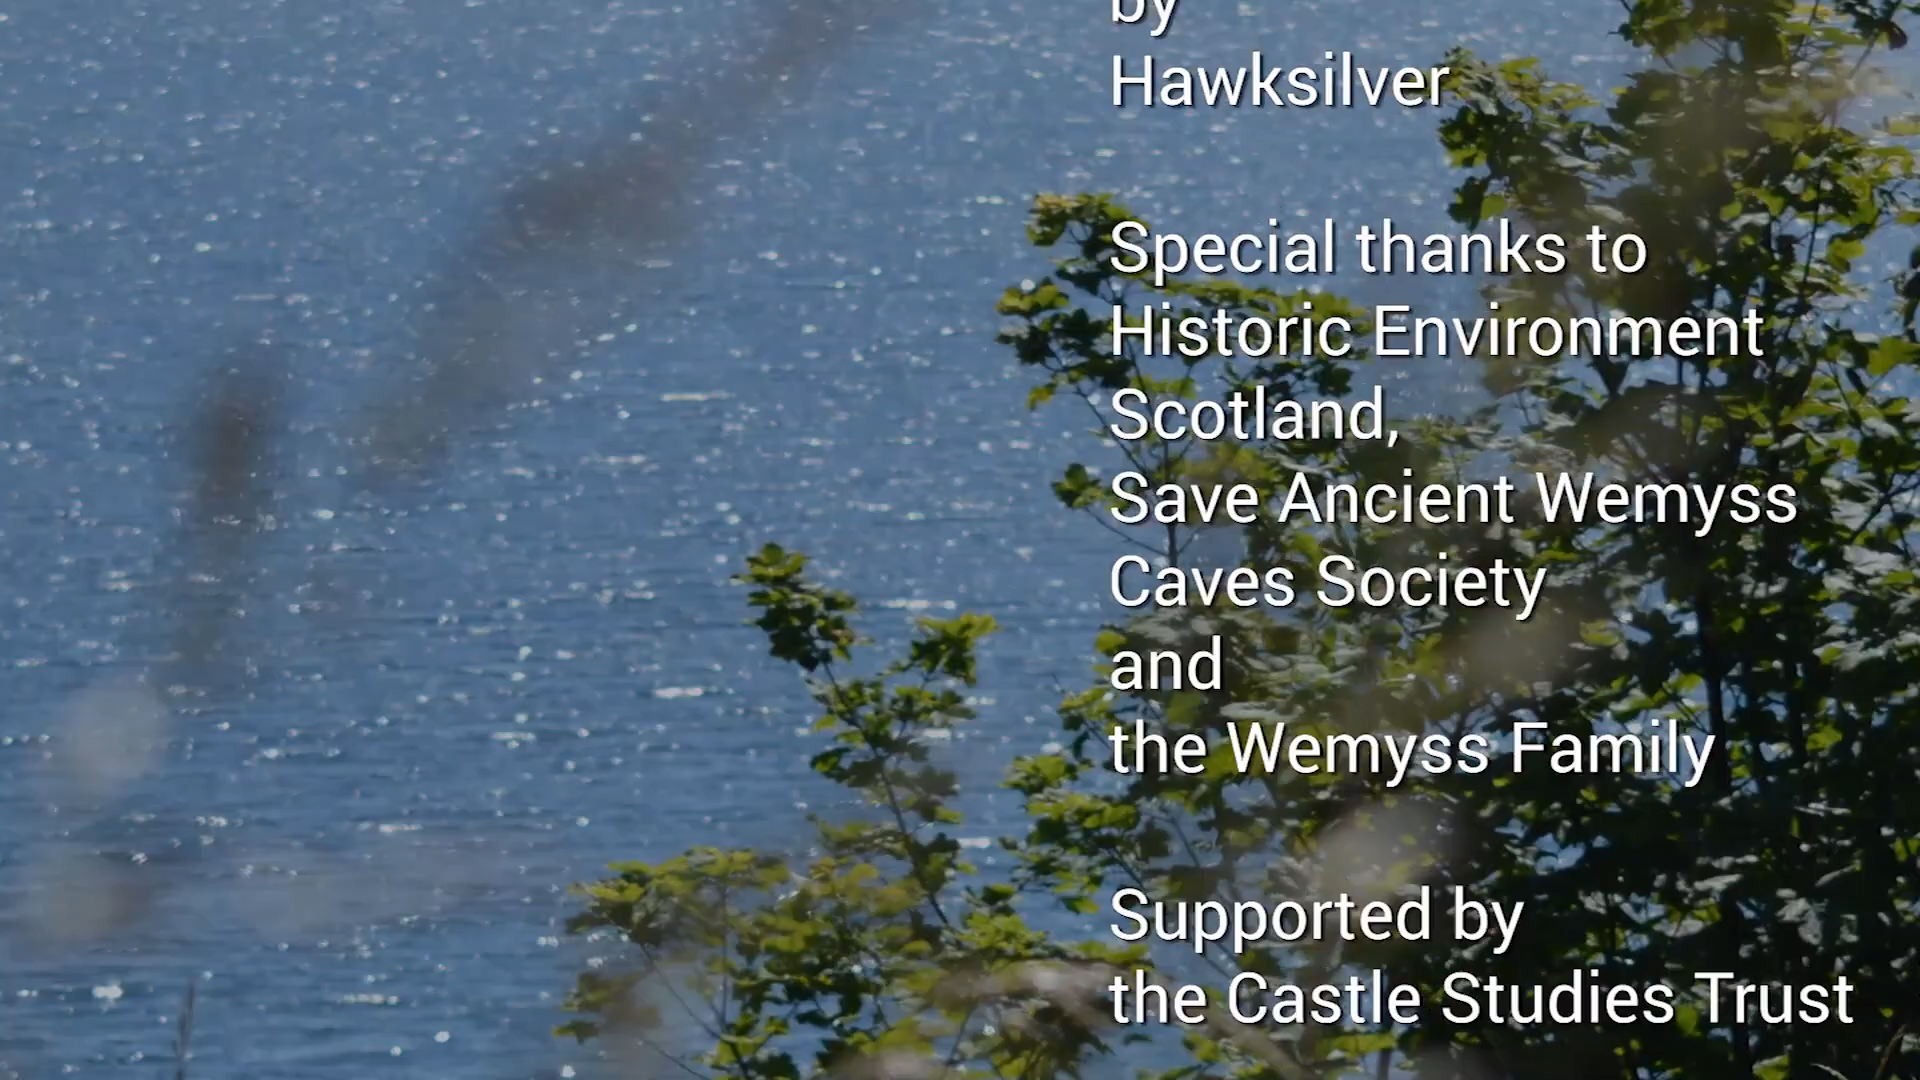 by
Hawksilver
Special thanks to
Historic Environment
Scotland,
Save Ancient Wemyss
Caves Society
and
the Wemyss Family
Supported by
the Castle Studies Trust